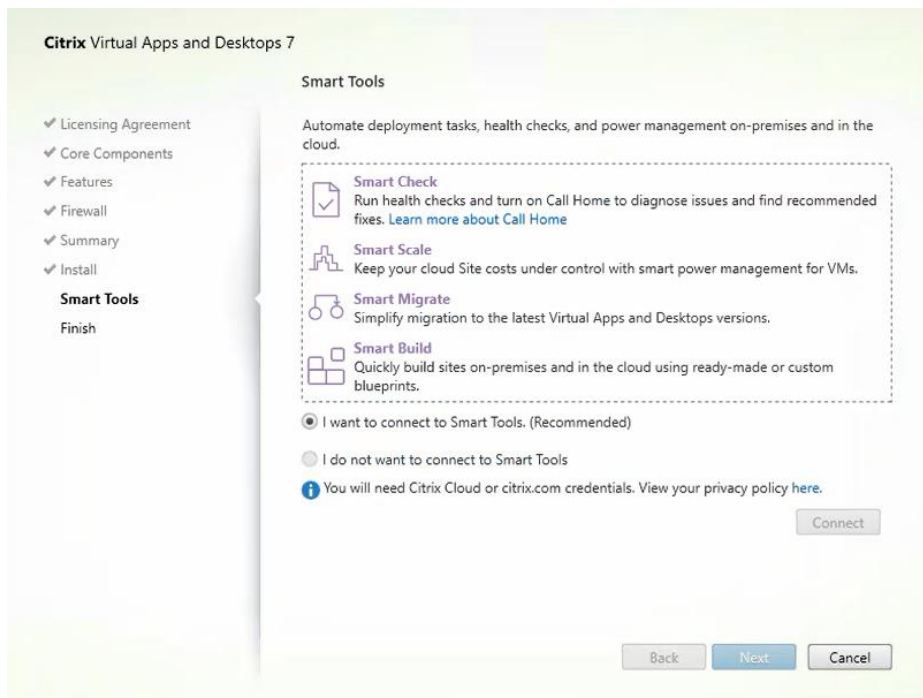 Citrix Virtual Apps and Desktops 7
Smart Tools
Licensing Agreement
Core Components
Features
Firewall
Summary
Install
Smart Tools
Finish
Automate deployment tasks, health checks, and power management on-premises and in the
cloud.
Smart Check
Run health checks and turn on Call Home to diagnose issues and find recommended
fixes. Learn more about Call Home
Smart Scale
Keep your cloud Site costs under control with smart power management for VMs.
Smart Migrate
Simplify migration to the latest Virtual Apps and Desktops versions.
Smart Build
Quickly build sites on-premises and in the cloud using ready-made or custom
blueprints.
I want to connect to Smart Tools. (Recommended)
I do not want to connect to Smart Tools
You will need Citrix Cloud or citrix.com credentials. View your privacy policy here.
Connect
Back
Next
Cancel